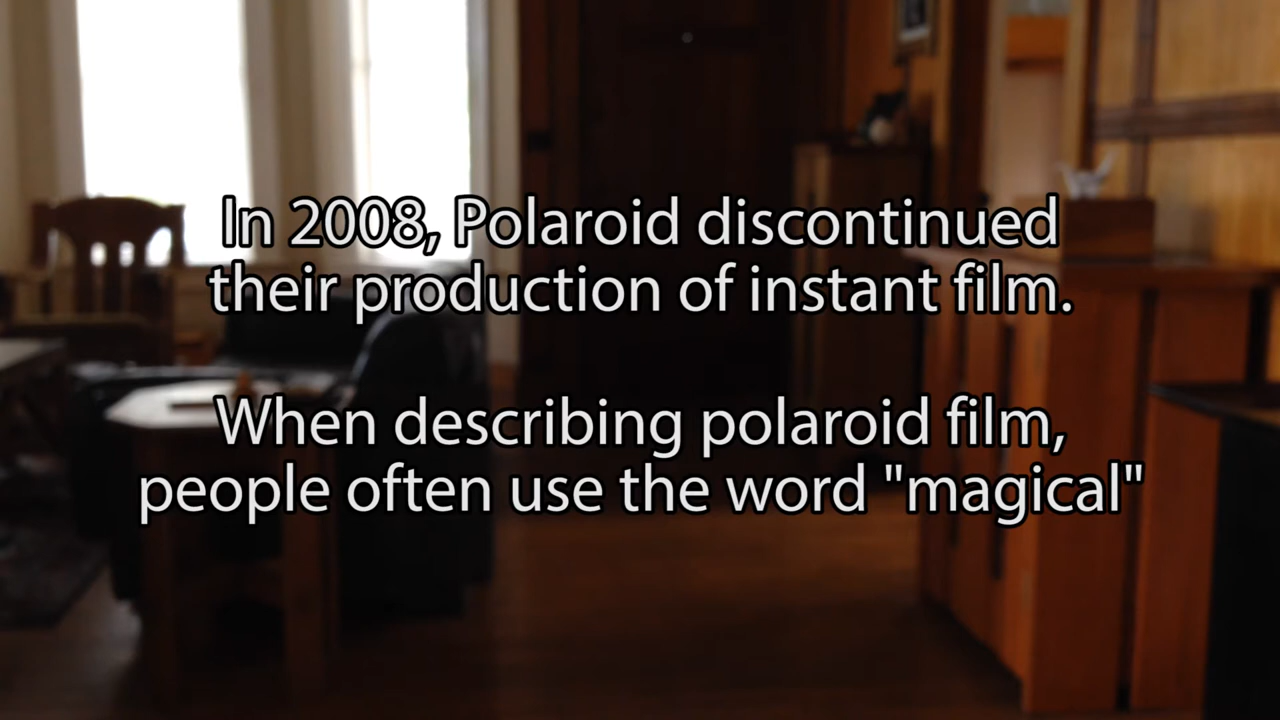 In 2008, Polaroid discontinued
their production of instant film.
When describing polaroid film,
people often use the word "magical"